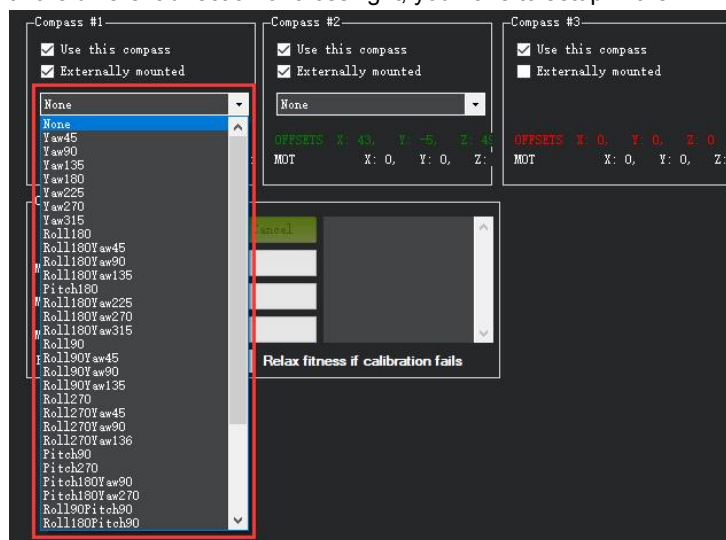 Compass #1
Use this compass
Externally mounted
None
None
Yaw45
Yaw90
Yaw135
Yaw180
Yaw225
Yaw270
Yaw315
Roll180
Roll180Yaw45
Roll180Yaw90
Roll180Yaw135
Pitch180
Roll180Yaw225
Roll180Yaw270
Roll180Yaw315
Roll90
Roll90Yaw45
Roll90Yaw90
Roll90Yaw135
Roll270
Roll270Yaw45
Roll270Yaw90
Roll270Yaw136
Pitch90
Pitch270
Pitch180Yaw90
Pitch180Yaw270
Roll90Pitch90
Roll180Pitch90
Compass #2
Use this compass
Externally mounted
None
OFFSETS X: 43, Y: -5, Z: 49
MOT X: 0, Y: 0, Z:
Compass #3
Use this compass
Externally mounted
OFFSETS X: 0, Y: 0, Z: 0
MOT X: 0, Y: 0, Z:
Cancel
Relax fitness if calibration fails